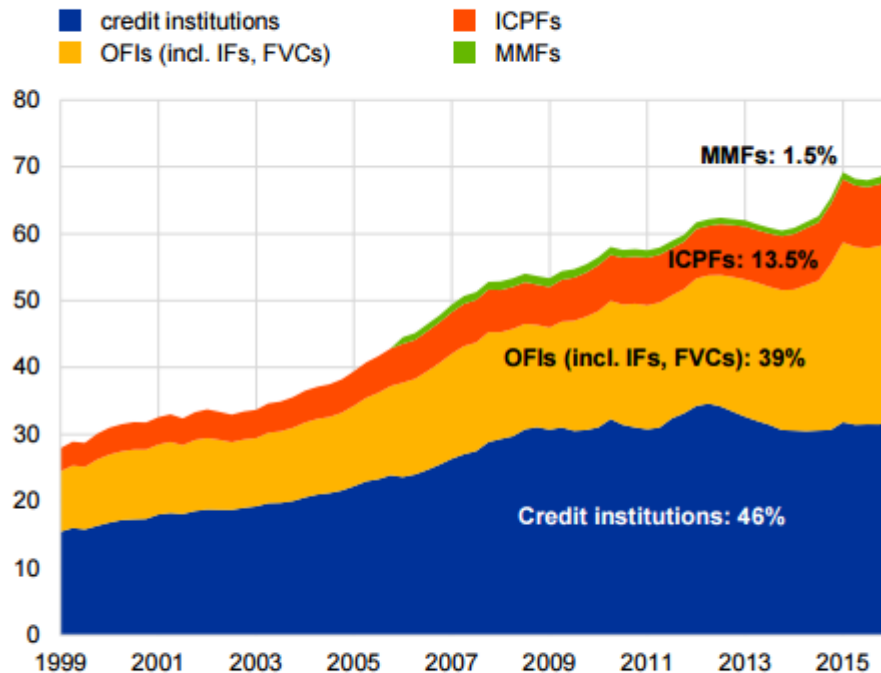 credit institutions
ICPFs
OFIs (incl. IFs, FVCs)
MMFs
80
70
60
50
40
30
20
10
0
MMFs: 1.5%
ICPFs: 13.5%
OFIs (incl. IFs, FVCs): 39%
Credit institutions: 46%
1999 2001 2003 2005 2007 2009 2011 2013 2015